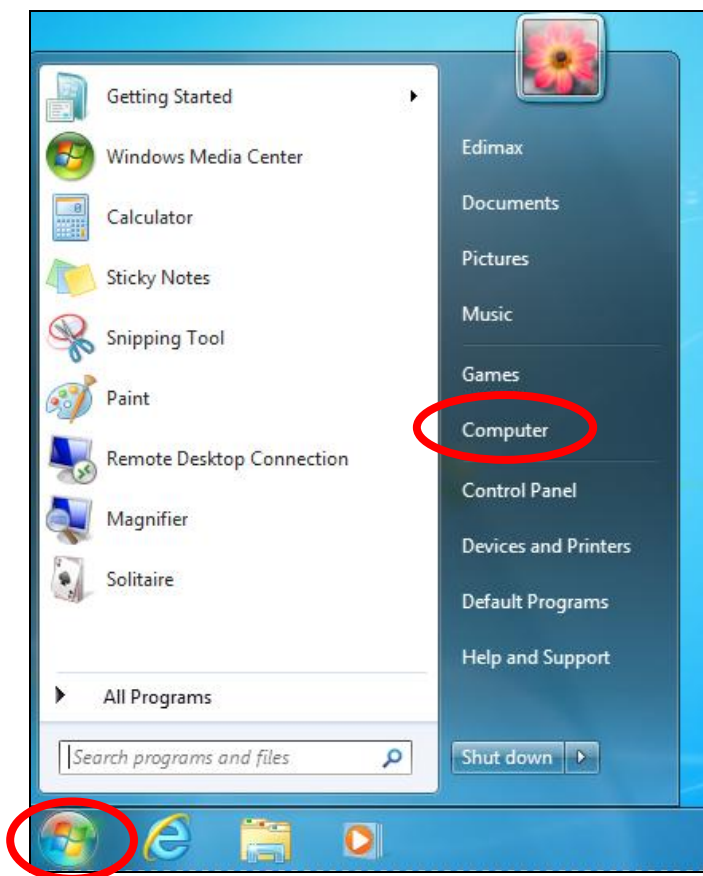 Getting Started
Windows Media Center
Calculator
Sticky Notes
Snipping Tool
Paint
Remote Desktop Connection
Magnifier
Solitaire
All Programs
Search programs and files
Edimax
Documents
Pictures
Music
Games
Computer
Control Panel
Devices and Printers
Default Programs
Help and Support
Shut down